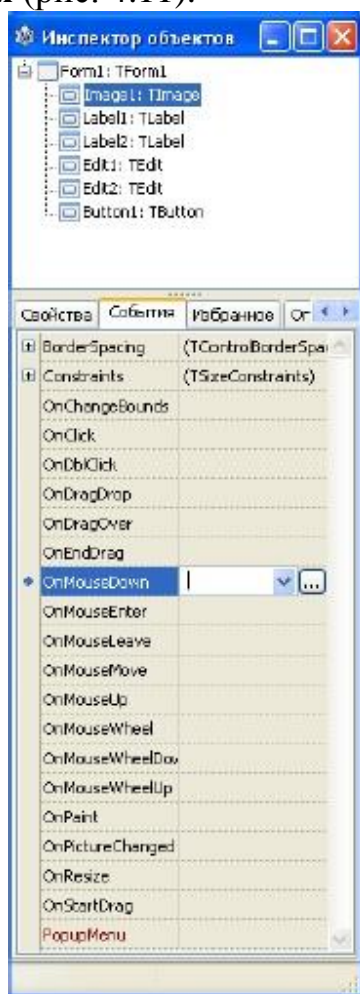 (рис. 4.11).
Инспектор объектов
Form1: TForm1
Image1: TImage
Label1: TLabel
Label2: TLabel
Edit1: TEdit
Edit2: TEdit
Button1: TButton
Свойства События Избранное Ог
BorderSpacing (TControlBorderSpa
Constraints (TSizeConstraints)
OnChangeBounds
OnClick
OnDblClick
OnDragDrop
OnDragOver
OnEndDrag
OnMouseDown ...
OnMouseEnter
OnMouseLeave
OnMouseMove
OnMouseUp
OnMouseWheel
OnMouseWheelDow
OnMouseWheelUp
OnPaint
OnPictureChanged
OnResize
OnStartDrag
PopupMenu